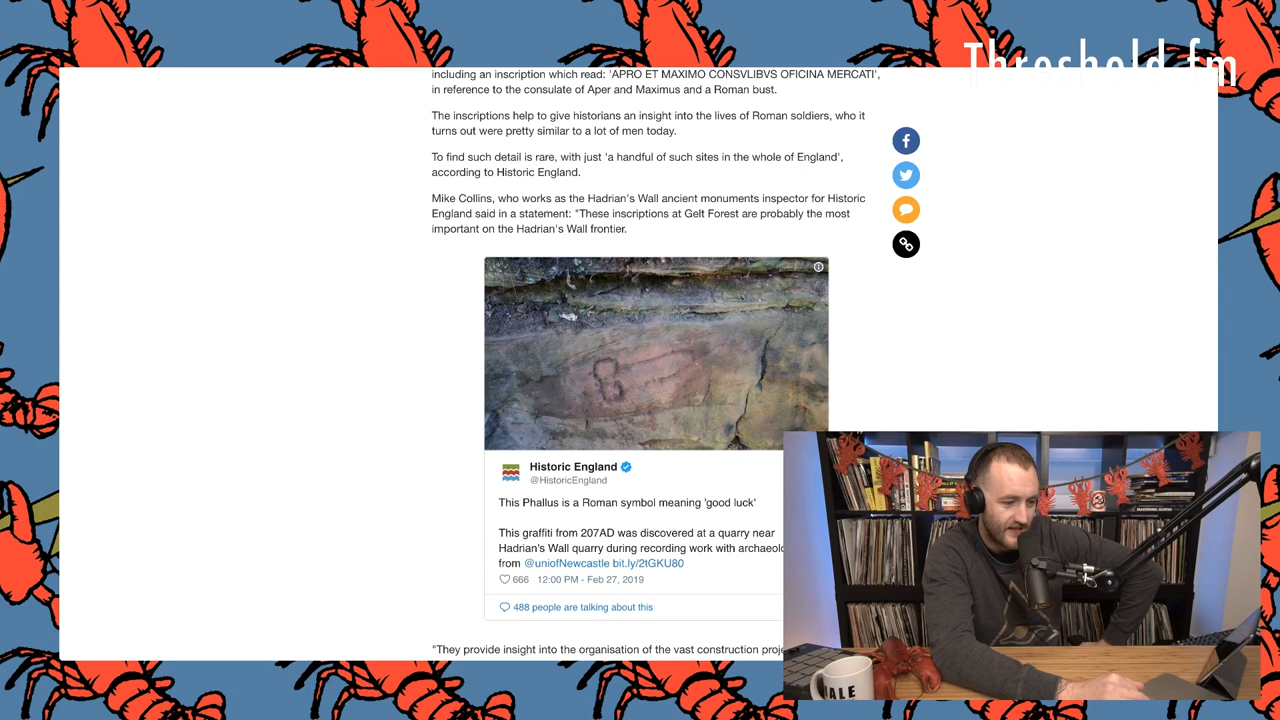 Threshold fm
including an inscription which read: 'APRO ET MAXIMO CONSVLIBVS OFICINA MERCATI',
in reference to the consulate of Aper and Maximus and a Roman bust.
The inscriptions help to give historians an insight into the lives of Roman soldiers, who it
turns out were pretty similar to a lot of men today.
To find such detail is rare, with just 'a handful of such sites in the whole of England',
according to Historic England.
Mike Collins, who works as the Hadrian's Wall ancient monuments inspector for Historic
England said in a statement: "These inscriptions at Gelt Forest are probably the most
important on the Hadrian's Wall frontier.
Historic England
@HistoricEngland
This Phallus is a Roman symbol meaning 'good luck'
This graffiti from 207AD was discovered at a quarry near
Hadrian's Wall quarry during recording work with archaeolo
from @uniofNewcastle bit.ly/2tGKU80
666 12:00 PM - Feb 27, 2019
488 people are talking about this
"They provide insight into the organisation of the vast construction proje
ALE